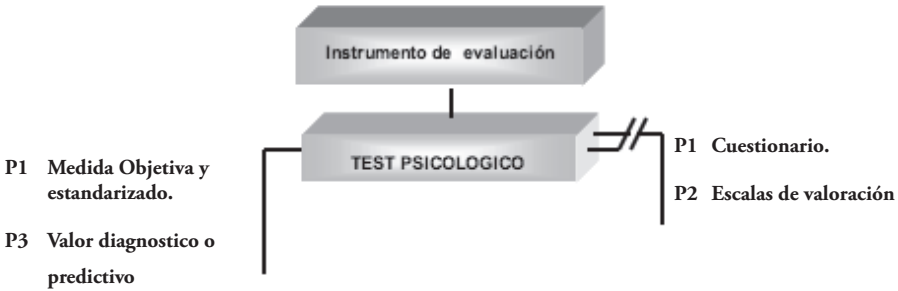 Instrumento de evaluación
TEST PSICOLOGICO
P1 Medida Objetiva y
estandarizado.
P3 Valor diagnostico o
predictivo
P1 Cuestionario.
P2 Escalas de valoración